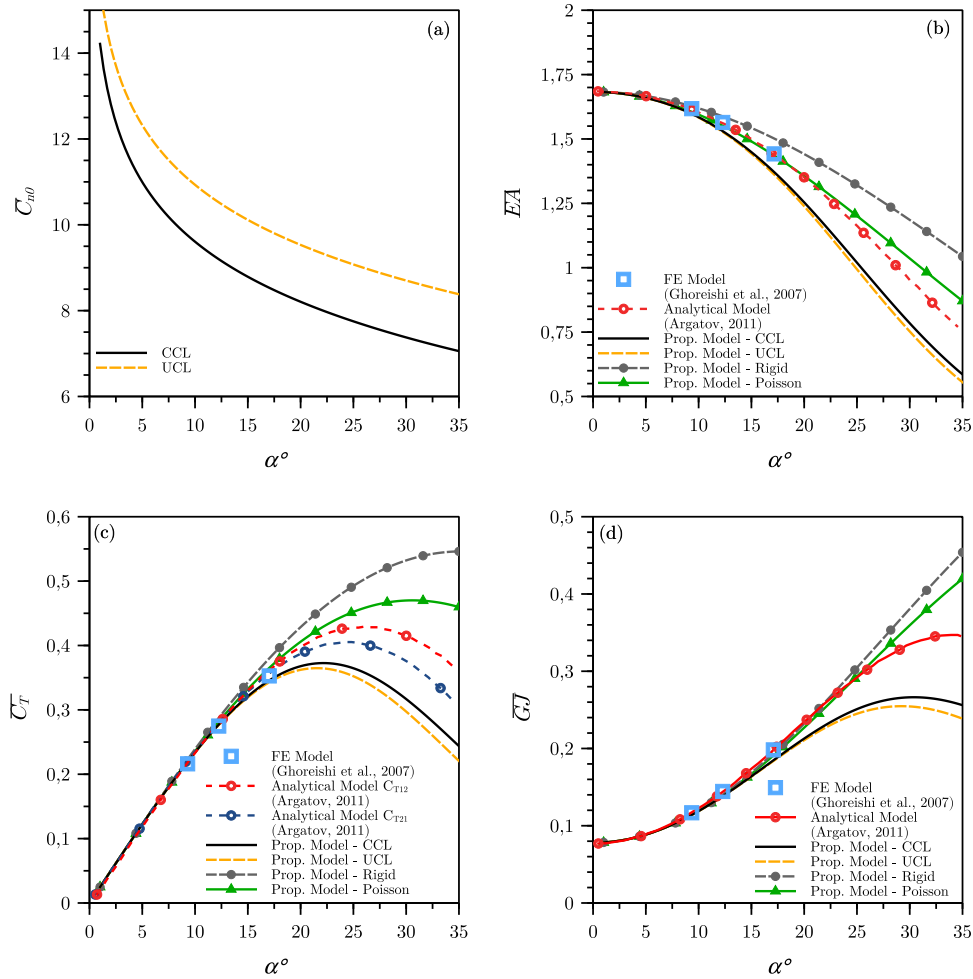 (a)
14
12
10
8
6
C̅n0
CCL
UCL
0 5 10 15 20 25 30 35
α°
(b)
2
1,75
1,5
1,25
1
0,75
0,5
E̅A̅
FE Model
(Ghoreishi et al., 2007)
Analytical Model
(Argatov, 2011)
Prop. Model - CCL
Prop. Model - UCL
Prop. Model - Rigid
Prop. Model - Poisson
0 5 10 15 20 25 30 35
α°
(c)
0,6
0,5
0,4
0,3
0,2
0,1
0
C̅T
FE Model
(Ghoreishi et al., 2007)
Analytical Model CT12
(Argatov, 2011)
Analytical Model CT21
(Argatov, 2011)
Prop. Model - CCL
Prop. Model - UCL
Prop. Model - Rigid
Prop. Model - Poisson
0 5 10 15 20 25 30 35
α°
(d)
0,5
0,4
0,3
0,2
0,1
0
G̅J̅
FE Model
(Ghoreishi et al., 2007)
Analytical Model
(Argatov, 2011)
Prop. Model - CCL
Prop. Model - UCL
Prop. Model - Rigid
Prop. Model - Poisson
0 5 10 15 20 25 30 35
α°